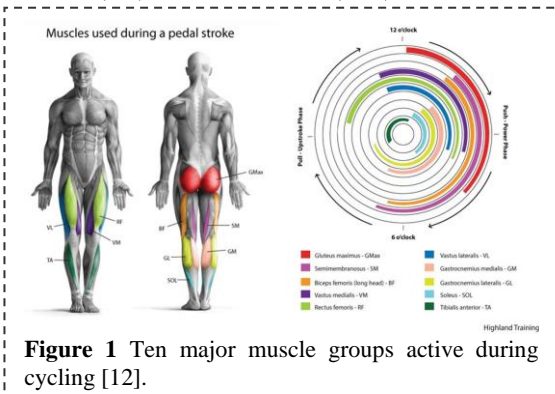 Muscles used during a pedal stroke
12 o'clock
Push - Power Phase
Pull - Upstroke Phase
6 o'clock
GMax
BF
SM
GL
GM
SOL
VL
RF
VM
TA
Gluteus maximus - GMax
Semimembranosus - SM
Biceps femoris (long head) - BF
Vastus medialis - VM
Rectus femoris - RF
Vastus lateralis - VL
Gastrocnemius medialis - GM
Gastrocnemius lateralis - GL
Soleus - SOL
Tibialis anterior - TA
Highland Training
Figure 1 Ten major muscle groups active during
cycling [12].